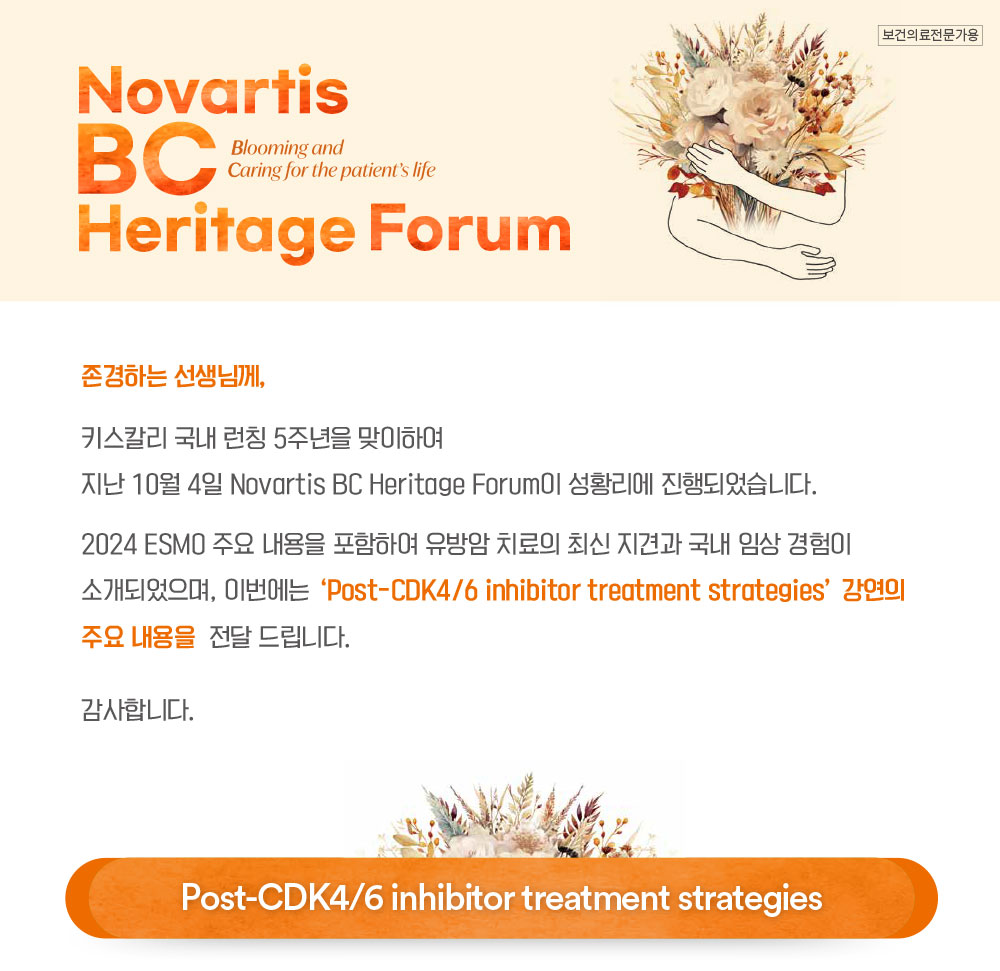 보건의료전문가용
Novartis
BC
Blooming and
Caring for the patient's life
Heritage Forum
존경하는 선생님께,
키스칼리 국내 런칭 5주년을 맞이하여
지난 10월 4일 Novartis BC Heritage Forum이 성황리에 진행되었습니다.
2024 ESMO 주요 내용을 포함하여 유방암 치료의 최신 지견과 국내 임상 경험이
소개되었으며, 이번에는 ‘Post-CDK4/6 inhibitor treatment strategies’ 강연의
주요 내용을 전달 드립니다.
감사합니다.
Post-CDK4/6 inhibitor treatment strategies